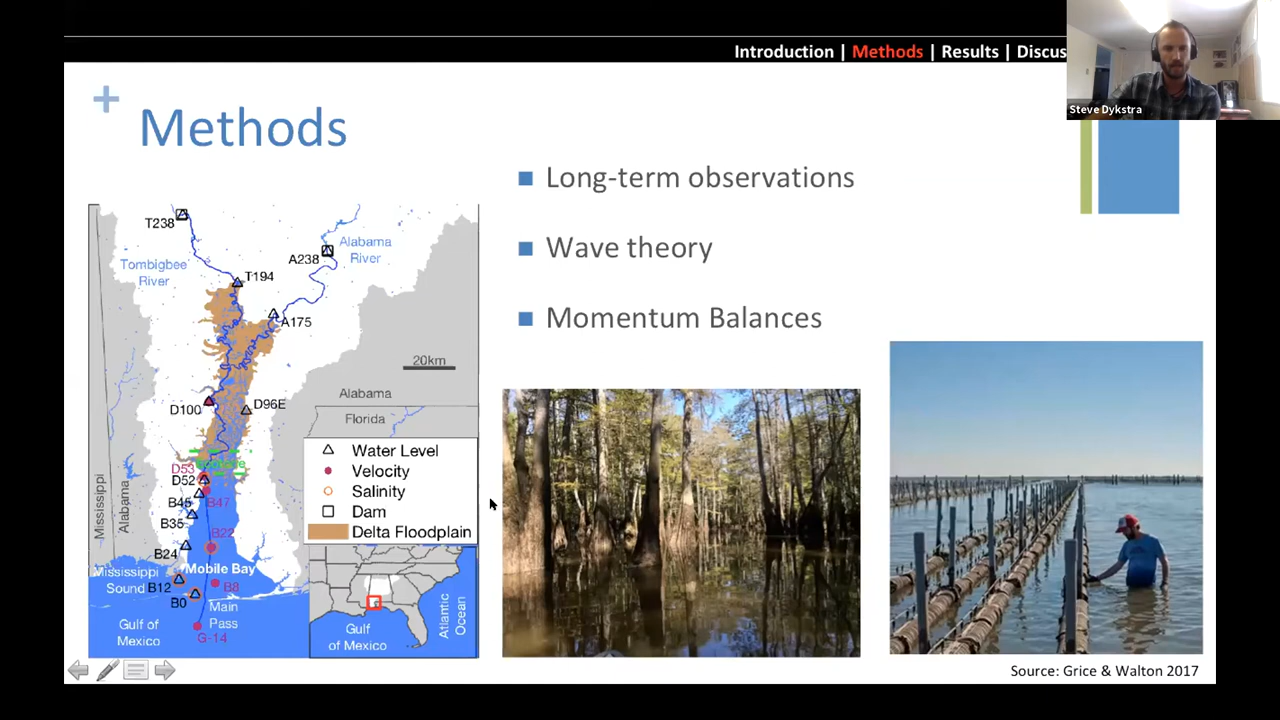 Introduction | Methods | Results | Discus
Steve Dykstra
+
Methods
Long-term observations
Wave theory
Momentum Balances
T238
Alabama
River
A238
Tombigbee
River
T194
A175
20km
Alabama
D100
D96E
Florida
Water Level
Velocity
Salinity
Dam
Delta Floodplain
D53
D52
B45
B47
B35
B22
B24
Mississippi
Alabama
Mobile Bay
Mississippi
Sound
B12
B8
B0
Main
Pass
Gulf of
Mexico
G-14
Gulf
of Mexico
Atlantic
Ocean
Source: Grice & Walton 2017